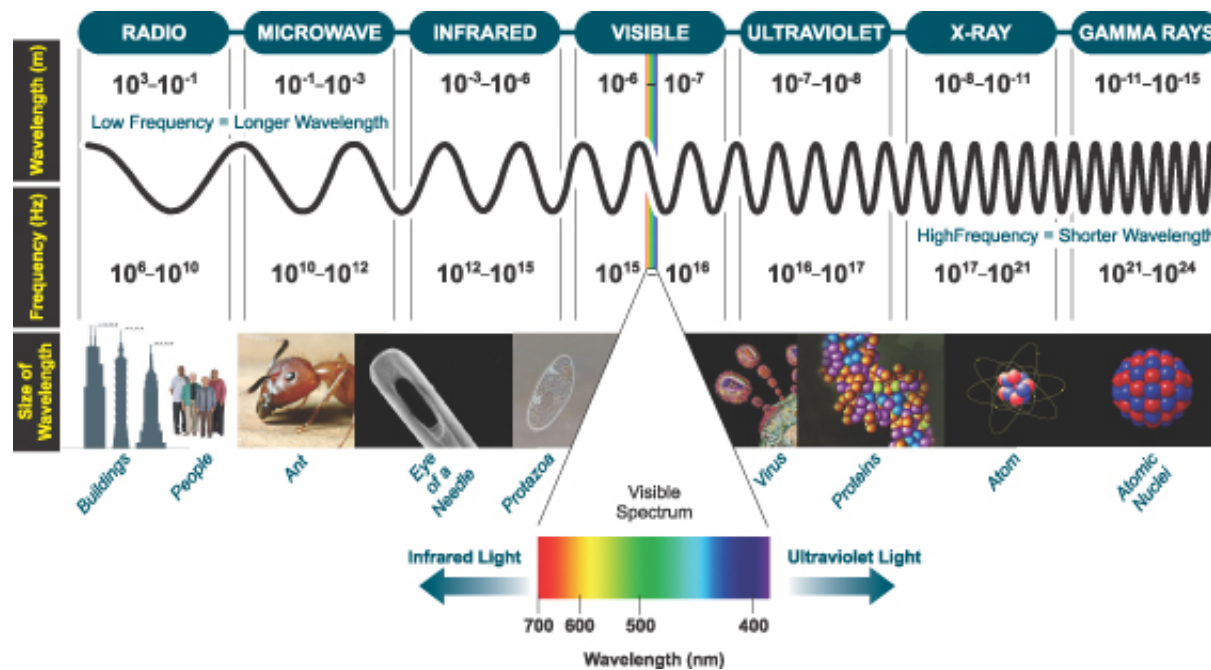 RADIO
MICROWAVE
INFRARED
VISIBLE
ULTRAVIOLET
X-RAY
GAMMA RAYS
Wavelength (m)
10³–10⁻¹
10⁻¹–10⁻³
10⁻³–10⁻⁶
10⁻⁶ – 10⁻⁷
10⁻⁷–10⁻⁸
10⁻⁸–10⁻¹¹
10⁻¹¹–10⁻¹⁵
Low Frequency = Longer Wavelength
HighFrequency = Shorter Wavelength
Frequency (Hz)
10⁶–10¹⁰
10¹⁰–10¹²
10¹²–10¹⁵
10¹⁵ – 10¹⁶
10¹⁶–10¹⁷
10¹⁷–10²¹
10²¹–10²⁴
Size of
Wavelength
Buildings
People
Ant
Eye
of a
Needle
Protazoa
Virus
Proteins
Atom
Atomic
Nuclei
Visible
Spectrum
Infrared Light
Ultraviolet Light
700 600 500 400
Wavelength (nm)